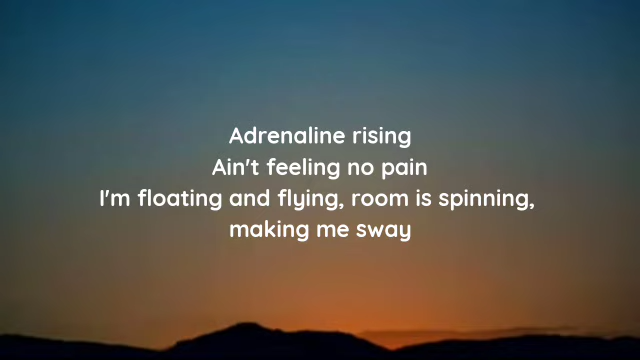 Adrenaline rising
Ain't feeling no pain
I'm floating and flying, room is spinning,
making me sway